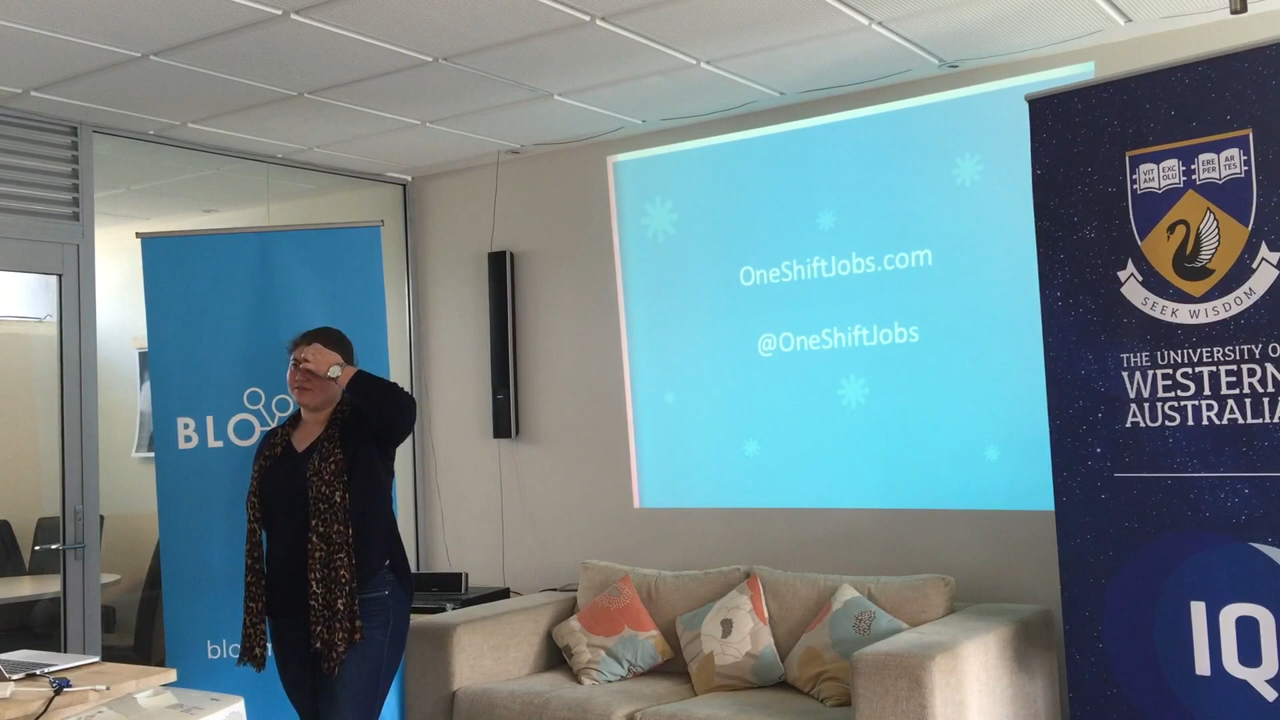 BLO
blo
OneShiftJobs.com
@OneShiftJobs
VIT
AM
EXC
OLU
ERE
PER
AR
TES
SEEK WISDOM
THE UNIVERSITY O
WESTERN
AUSTRALIA
IQ